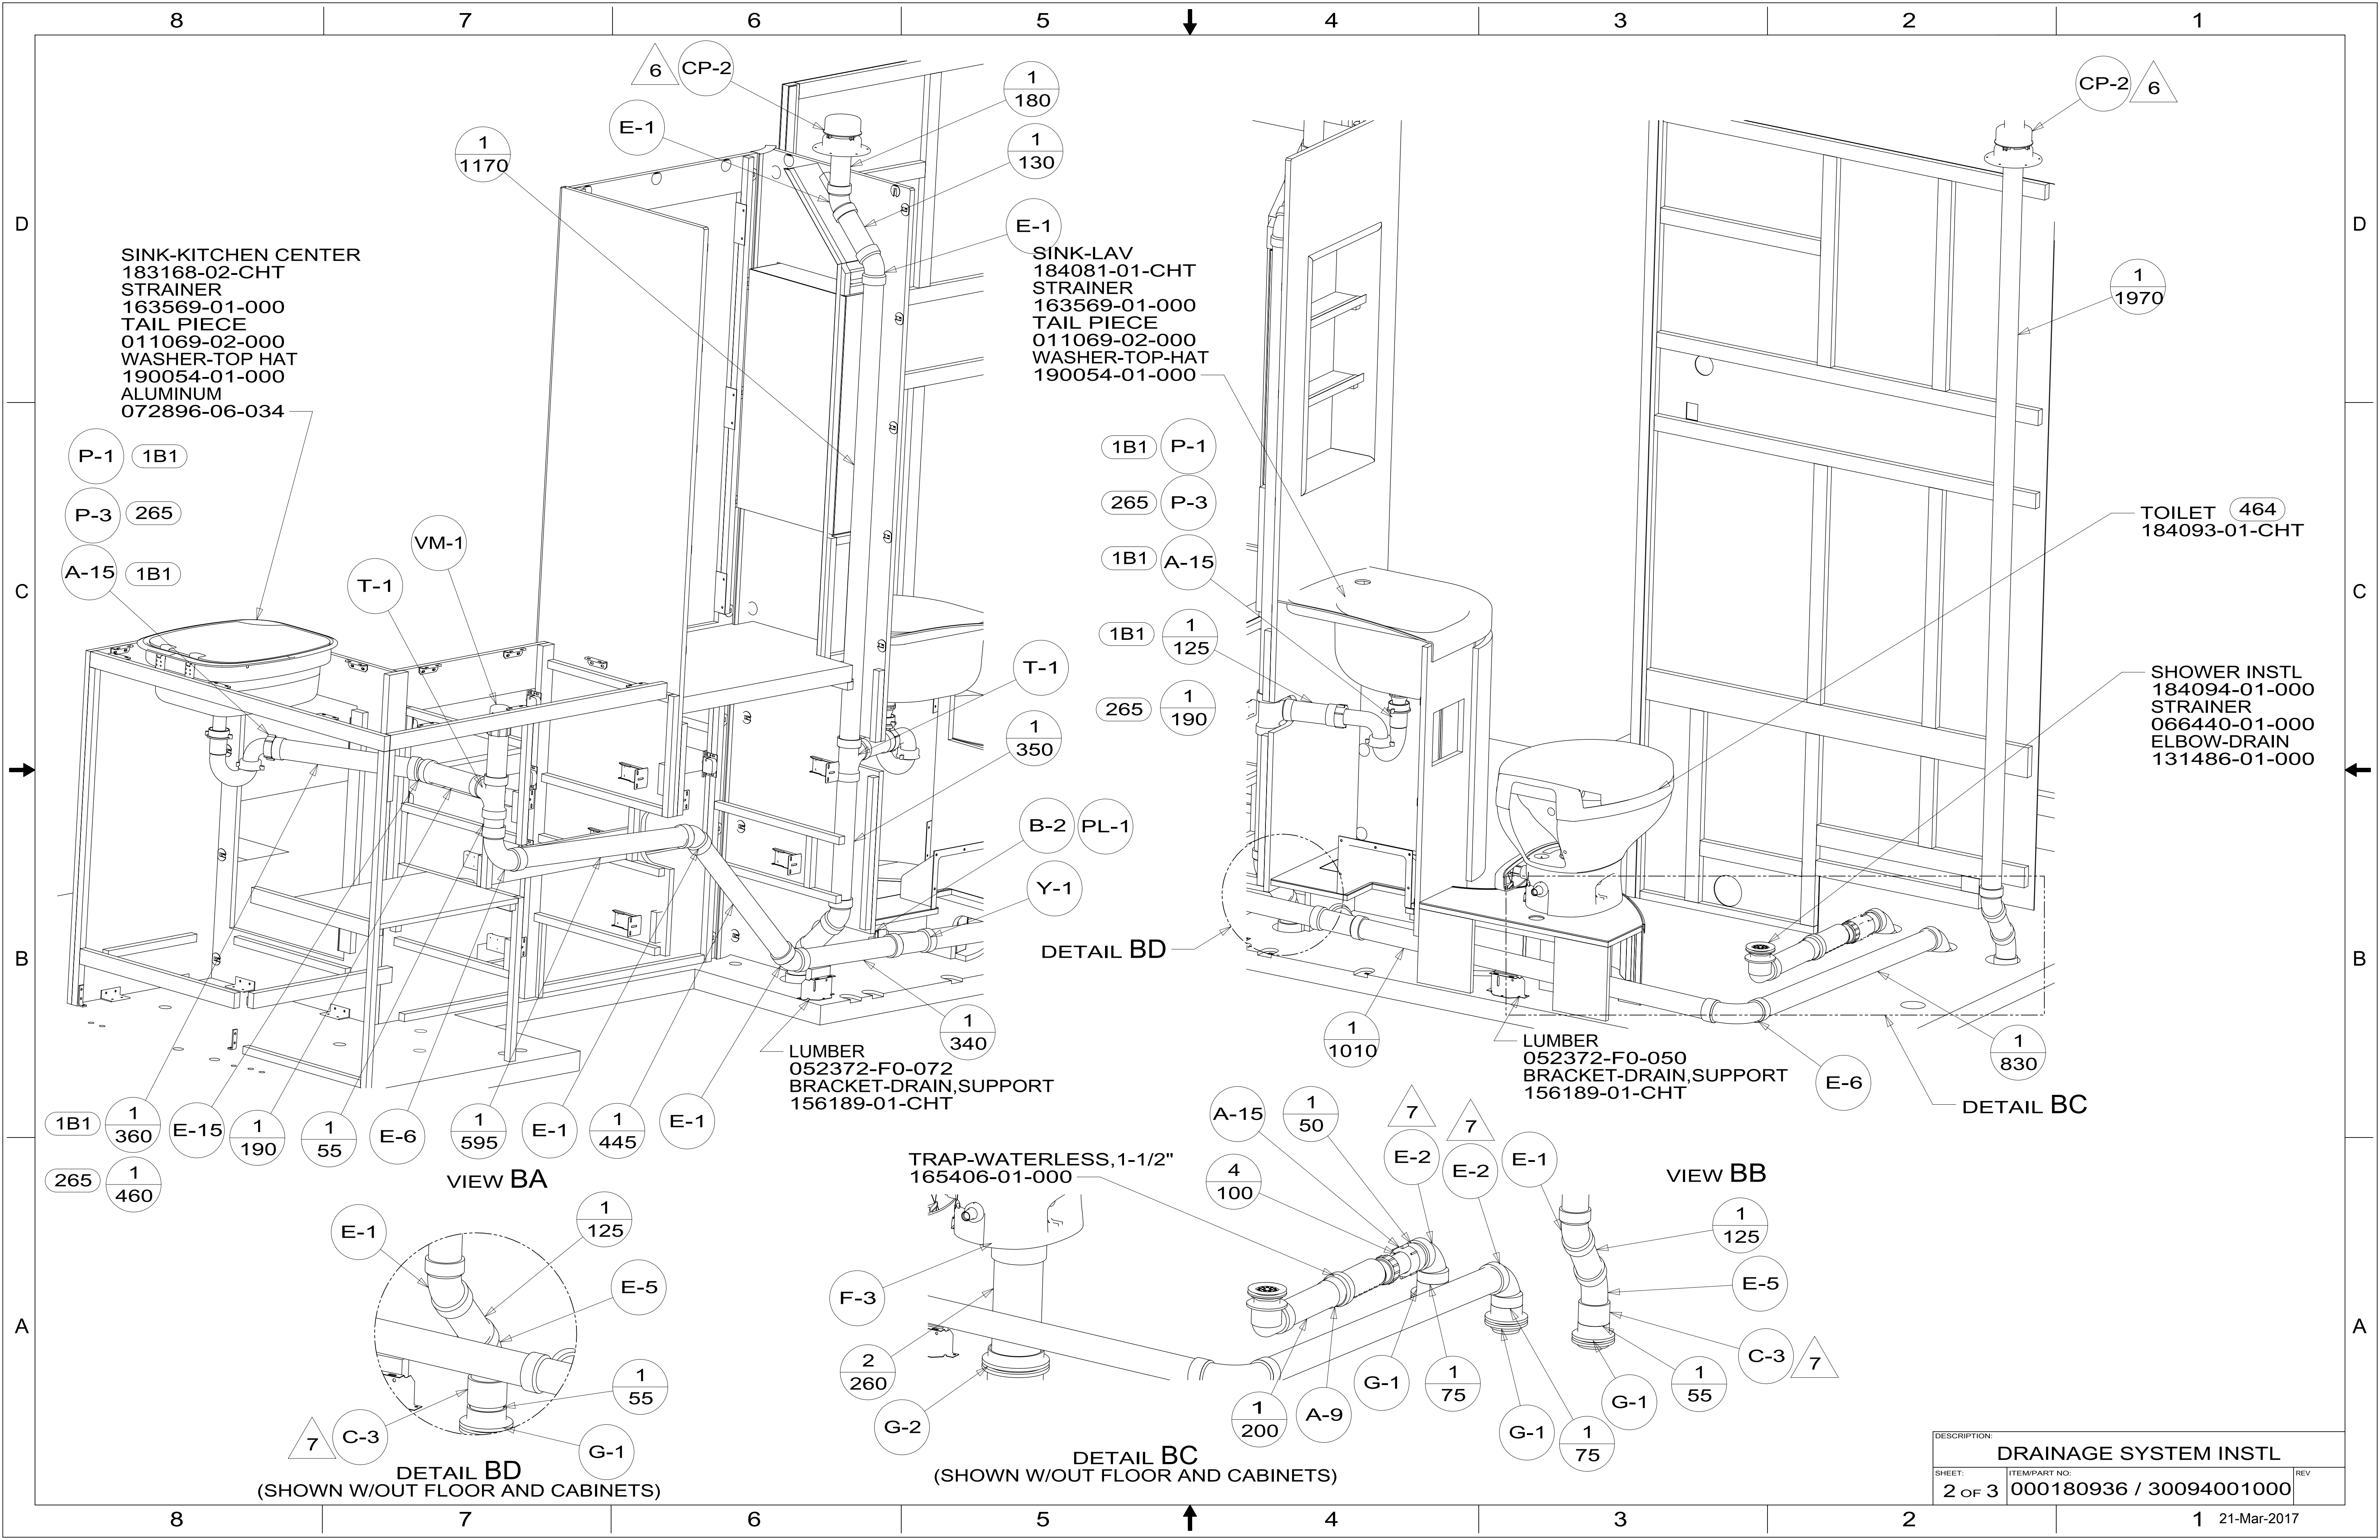 8 7 6 5 4 3 2 1
D
C
B
A
D
C
B
A
6 CP-2
E-1
1
180
1
1170
1
130
E-1
SINK-KITCHEN CENTER
183168-02-CHT
STRAINER
163569-01-000
TAIL PIECE
011069-02-000
WASHER-TOP HAT
190054-01-000
ALUMINUM
072896-06-034
P-1 1B1
P-3 265
A-15 1B1
T-1
VM-1
T-1
1
350
B-2 PL-1
Y-1
1
340
LUMBER
052372-F0-072
BRACKET-DRAIN,SUPPORT
156189-01-CHT
1B1 1
360
265 1
460
E-15
1
190
1
55
E-6
1
595
E-1
1
445
E-1
VIEW BA
SINK-LAV
184081-01-CHT
STRAINER
163569-01-000
TAIL PIECE
011069-02-000
WASHER-TOP-HAT
190054-01-000
1B1 P-1
265 P-3
1B1 A-15
1B1 1
125
265 1
190
DETAIL BD
1
1010
LUMBER
052372-F0-050
BRACKET-DRAIN,SUPPORT
156189-01-CHT
E-6
1
830
DETAIL BC
CP-2 6
1
1970
TOILET 464
184093-01-CHT
SHOWER INSTL
184094-01-000
STRAINER
066440-01-000
ELBOW-DRAIN
131486-01-000
VIEW BB
E-1
1
125
E-5
1
55
7 C-3
G-1
DETAIL BD
(SHOWN W/OUT FLOOR AND CABINETS)
TRAP-WATERLESS,1-1/2"
165406-01-000
A-15
1
50
4
100
7
E-2
7
E-2
F-3
2
260
G-2
1
200
A-9
G-1
1
75
G-1
1
75
DETAIL BC
(SHOWN W/OUT FLOOR AND CABINETS)
E-1
1
125
E-5
C-3 7
1
55
G-1
DESCRIPTION:
DRAINAGE SYSTEM INSTL
SHEET: ITEM/PART NO: REV
2 OF 3 000180936 / 30094001000
8 7 6 5 4 3 2 1
21-Mar-2017